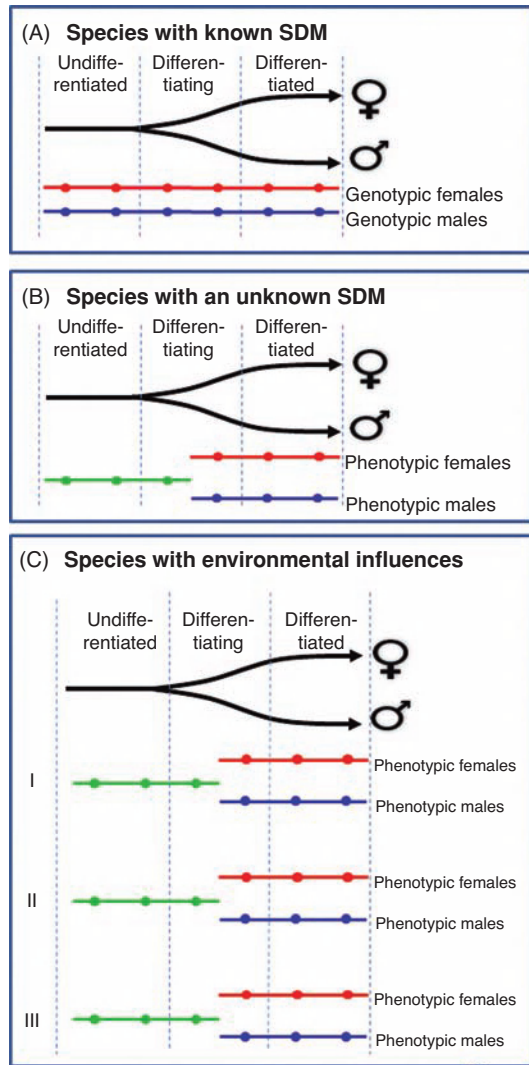 (A) Species with known SDM
Undiffe-
rentiated
Differen-
tiating
Differen-
tiated
Genotypic females
Genotypic males
(B) Species with an unknown SDM
Undiffe-
rentiated
Differen-
tiating
Differen-
tiated
Phenotypic females
Phenotypic males
(C) Species with environmental influences
Undiffe-
rentiated
Differen-
tiating
Differen-
tiated
I
Phenotypic females
Phenotypic males
II
Phenotypic females
Phenotypic males
III
Phenotypic females
Phenotypic males